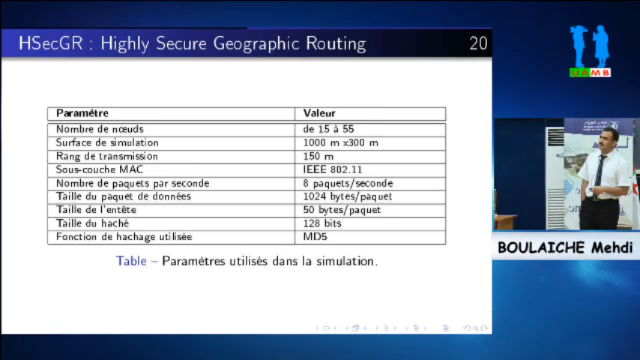 HSecGR : Highly Secure Geographic Routing 20
Paramètre Valeur
Nombre de nœuds de 15 à 55
Surface de simulation 1000 m x300 m
Rang de transmission 150 m
Sous-couche MAC IEEE 802.11
Nombre de paquets par seconde 8 paquets/seconde
Taille du paquet de données 1024 bytes/paquet
Taille de l'entête 50 bytes/paquet
Taille du haché 128 bits
Fonction de hachage utilisée MD5
Table – Paramètres utilisés dans la simulation.
UAMB
BOULAICHE Mehdi